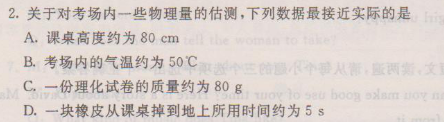 2. 关于对考场内一些物理量的估测,下列数据最接近实际的是
A. 课桌高度约为 80 cm
B. 考场内的气温约为 50℃
C. 一份理化试卷的质量约为 80 g
D. 一块橡皮从课桌掉到地上所用时间约为 5 s